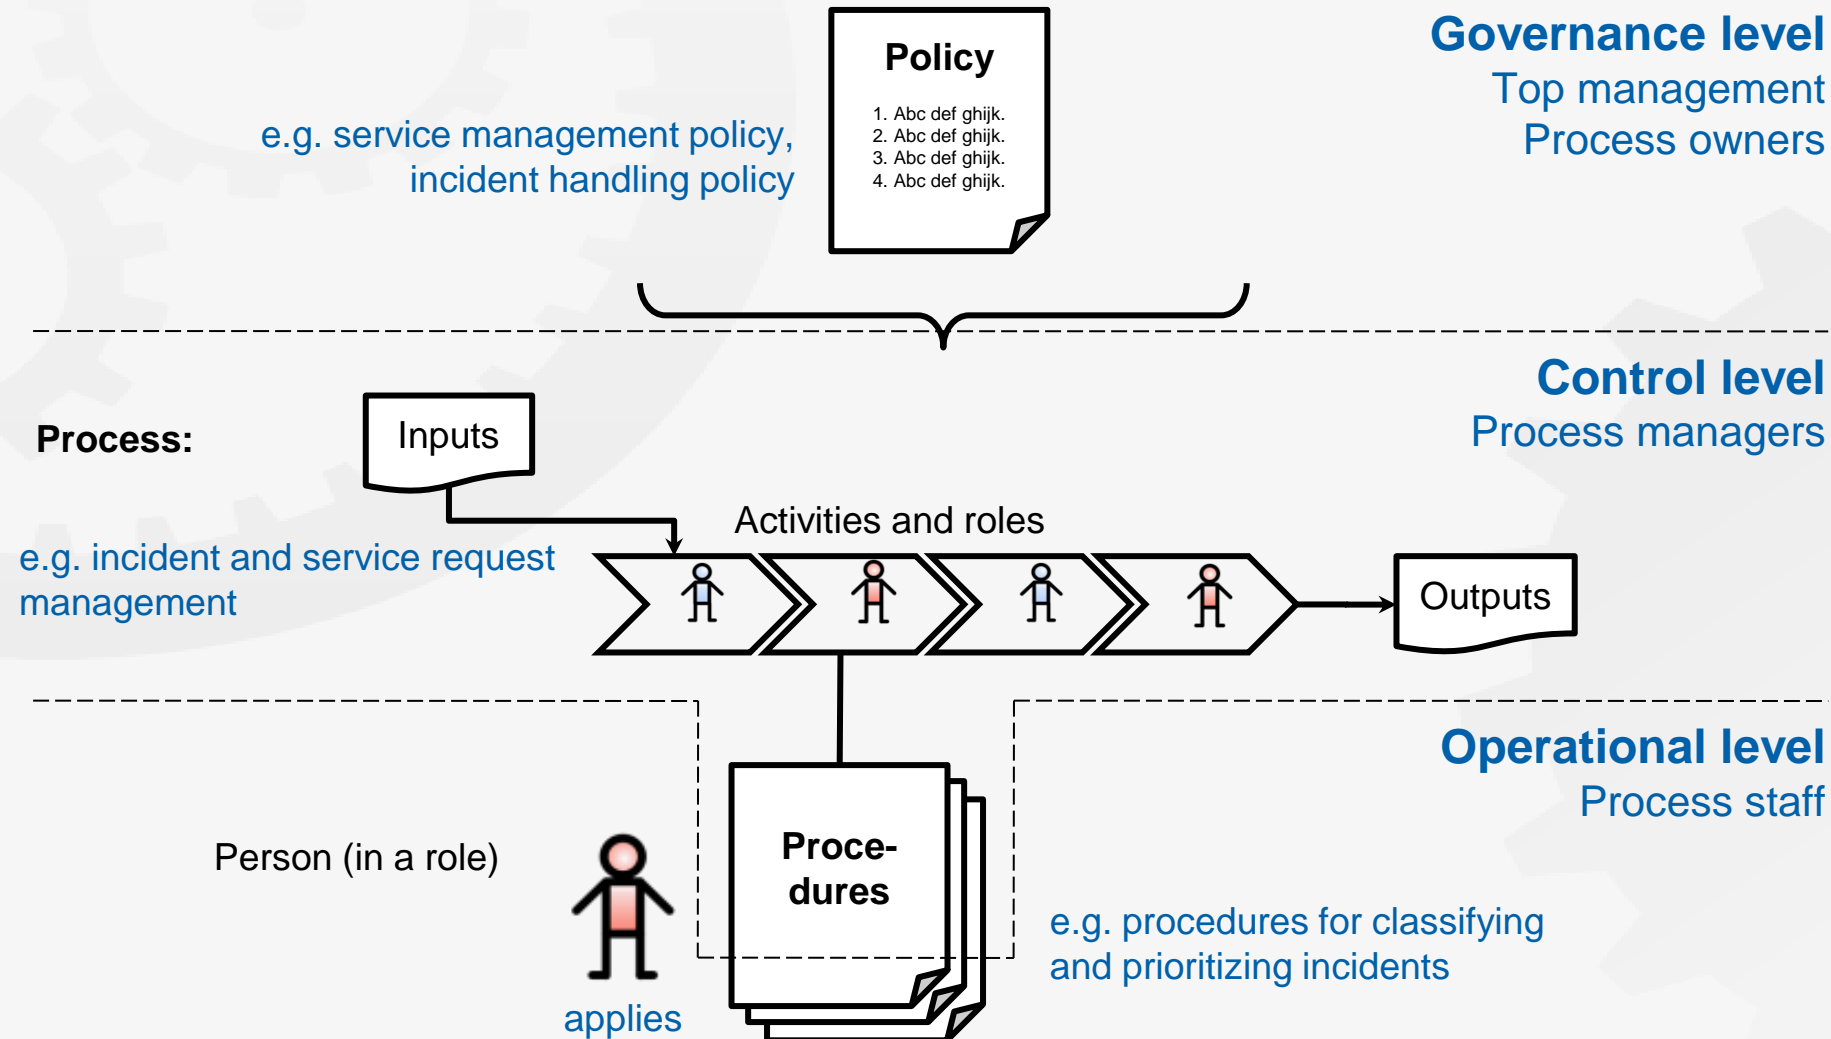 Governance level
Top management
Process owners
Policy
1. Abc def ghijk.
2. Abc def ghijk.
3. Abc def ghijk.
4. Abc def ghijk.
e.g. service management policy,
incident handling policy
Control level
Process managers
Process:
Inputs
Activities and roles
e.g. incident and service request
management
Outputs
Operational level
Process staff
Person (in a role)
Proce-
dures
e.g. procedures for classifying
and prioritizing incidents
applies